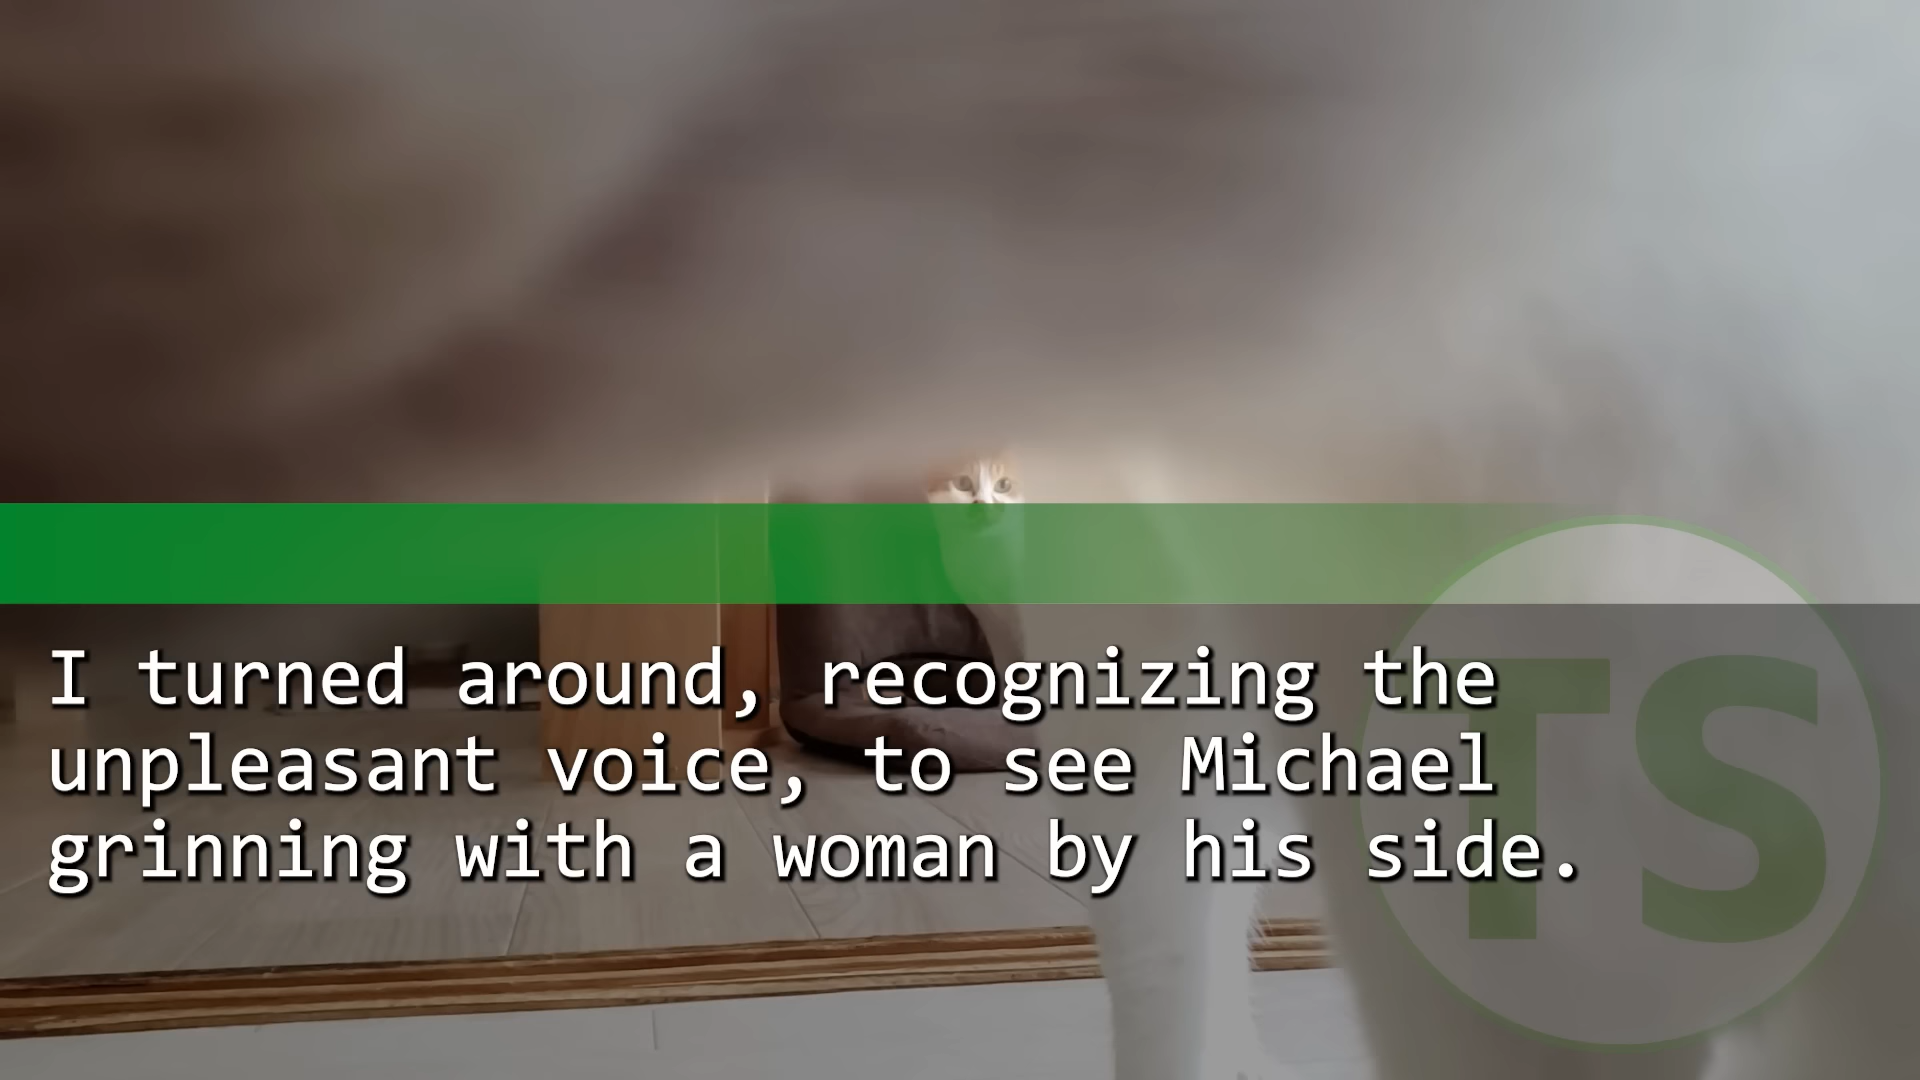 I turned around, recognizing the
unpleasant voice, to see Michael
grinning with a woman by his side.
TS